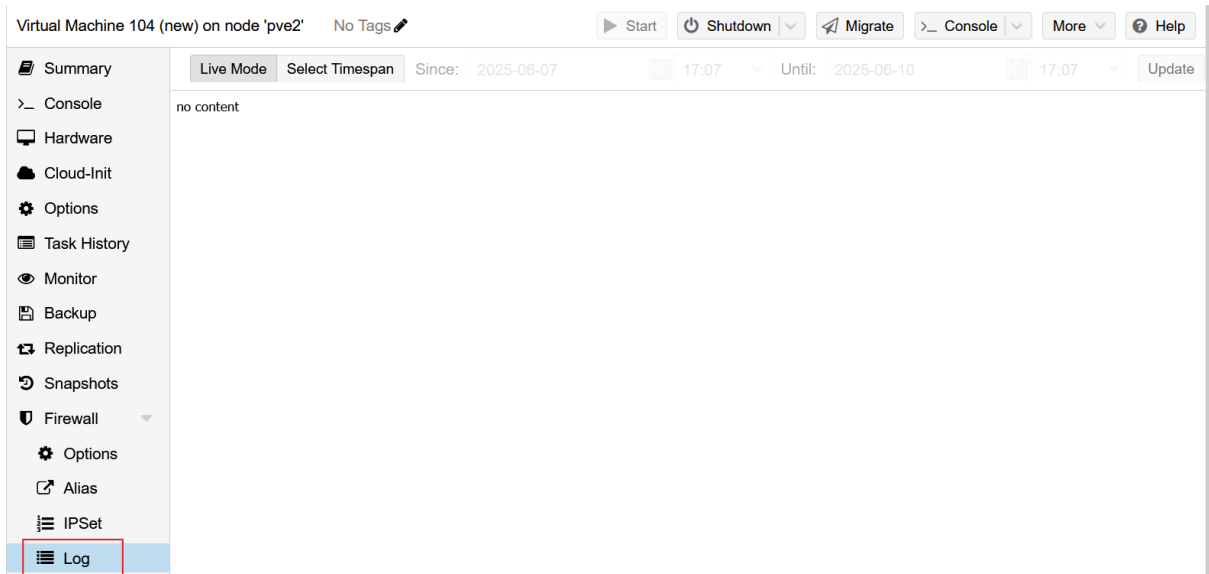 Virtual Machine 104 (new) on node 'pve2' No Tags Start Shutdown Migrate >_ Console More Help
Summary
Live Mode Select Timespan Since: 2025-06-07 17:07 Until: 2025-06-10 17:07 Update
>_ Console
no content
Hardware
Cloud-Init
Options
Task History
Monitor
Backup
Replication
Snapshots
Firewall
Options
Alias
IPSet
Log